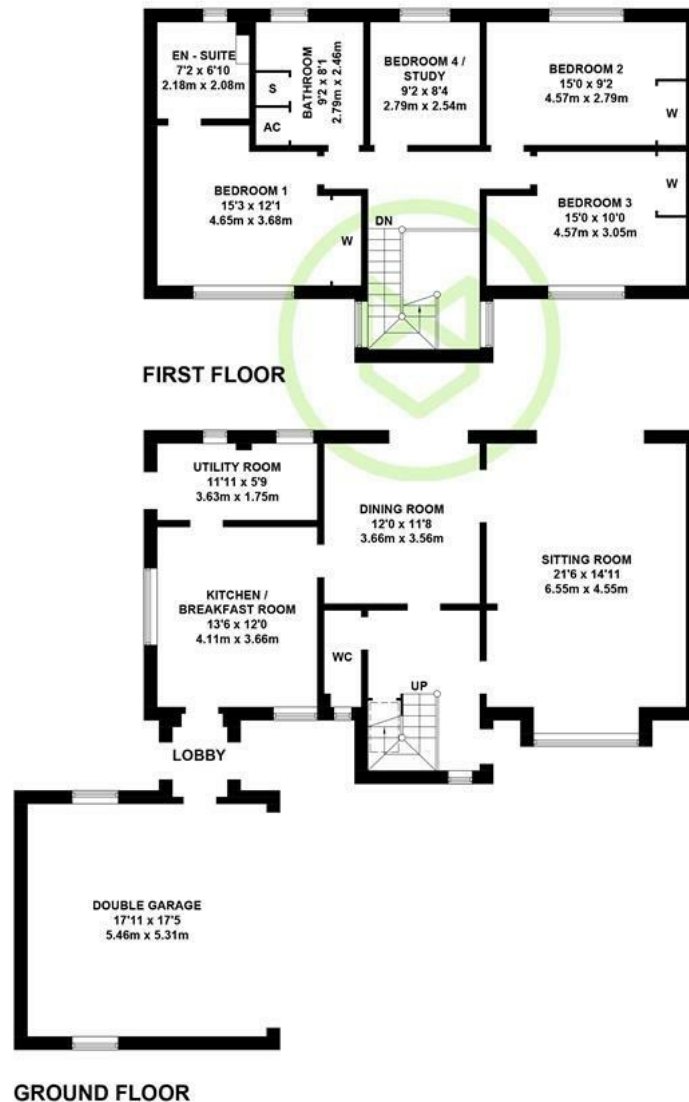 EN - SUITE
7'2 x 6'10
2.18m x 2.08m
BATHROOM
9'2 x 8'1
2.79m x 2.46m
S
AC
BEDROOM 4 /
STUDY
9'2 x 8'4
2.79m x 2.54m
BEDROOM 2
15'0 x 9'2
4.57m x 2.79m
W
BEDROOM 1
15'3 x 12'1
4.65m x 3.68m
W
DN
BEDROOM 3
15'0 x 10'0
4.57m x 3.05m
W
FIRST FLOOR
UTILITY ROOM
11'11 x 5'9
3.63m x 1.75m
DINING ROOM
12'0 x 11'8
3.66m x 3.56m
SITTING ROOM
21'6 x 14'11
6.55m x 4.55m
KITCHEN /
BREAKFAST ROOM
13'6 x 12'0
4.11m x 3.66m
WC
UP
LOBBY
DOUBLE GARAGE
17'11 x 17'5
5.46m x 5.31m
GROUND FLOOR